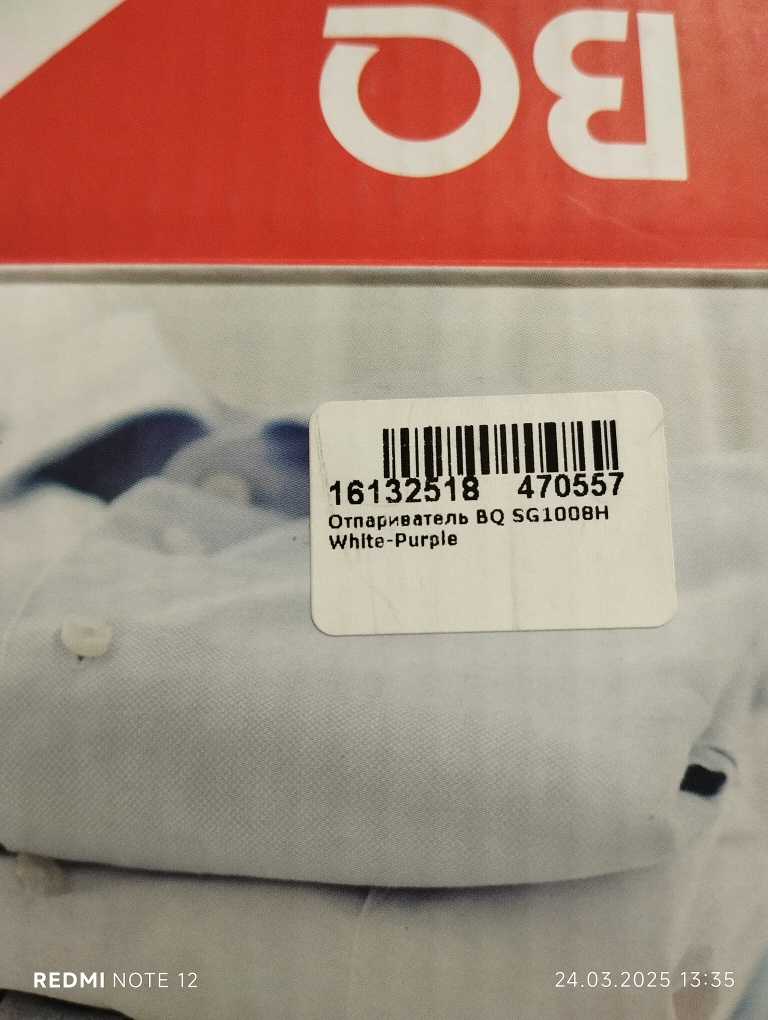 BQ
16132518 470557
Отпариватель BQ SG1008H
White-Purple
REDMI NOTE 12
24.03.2025 13:35